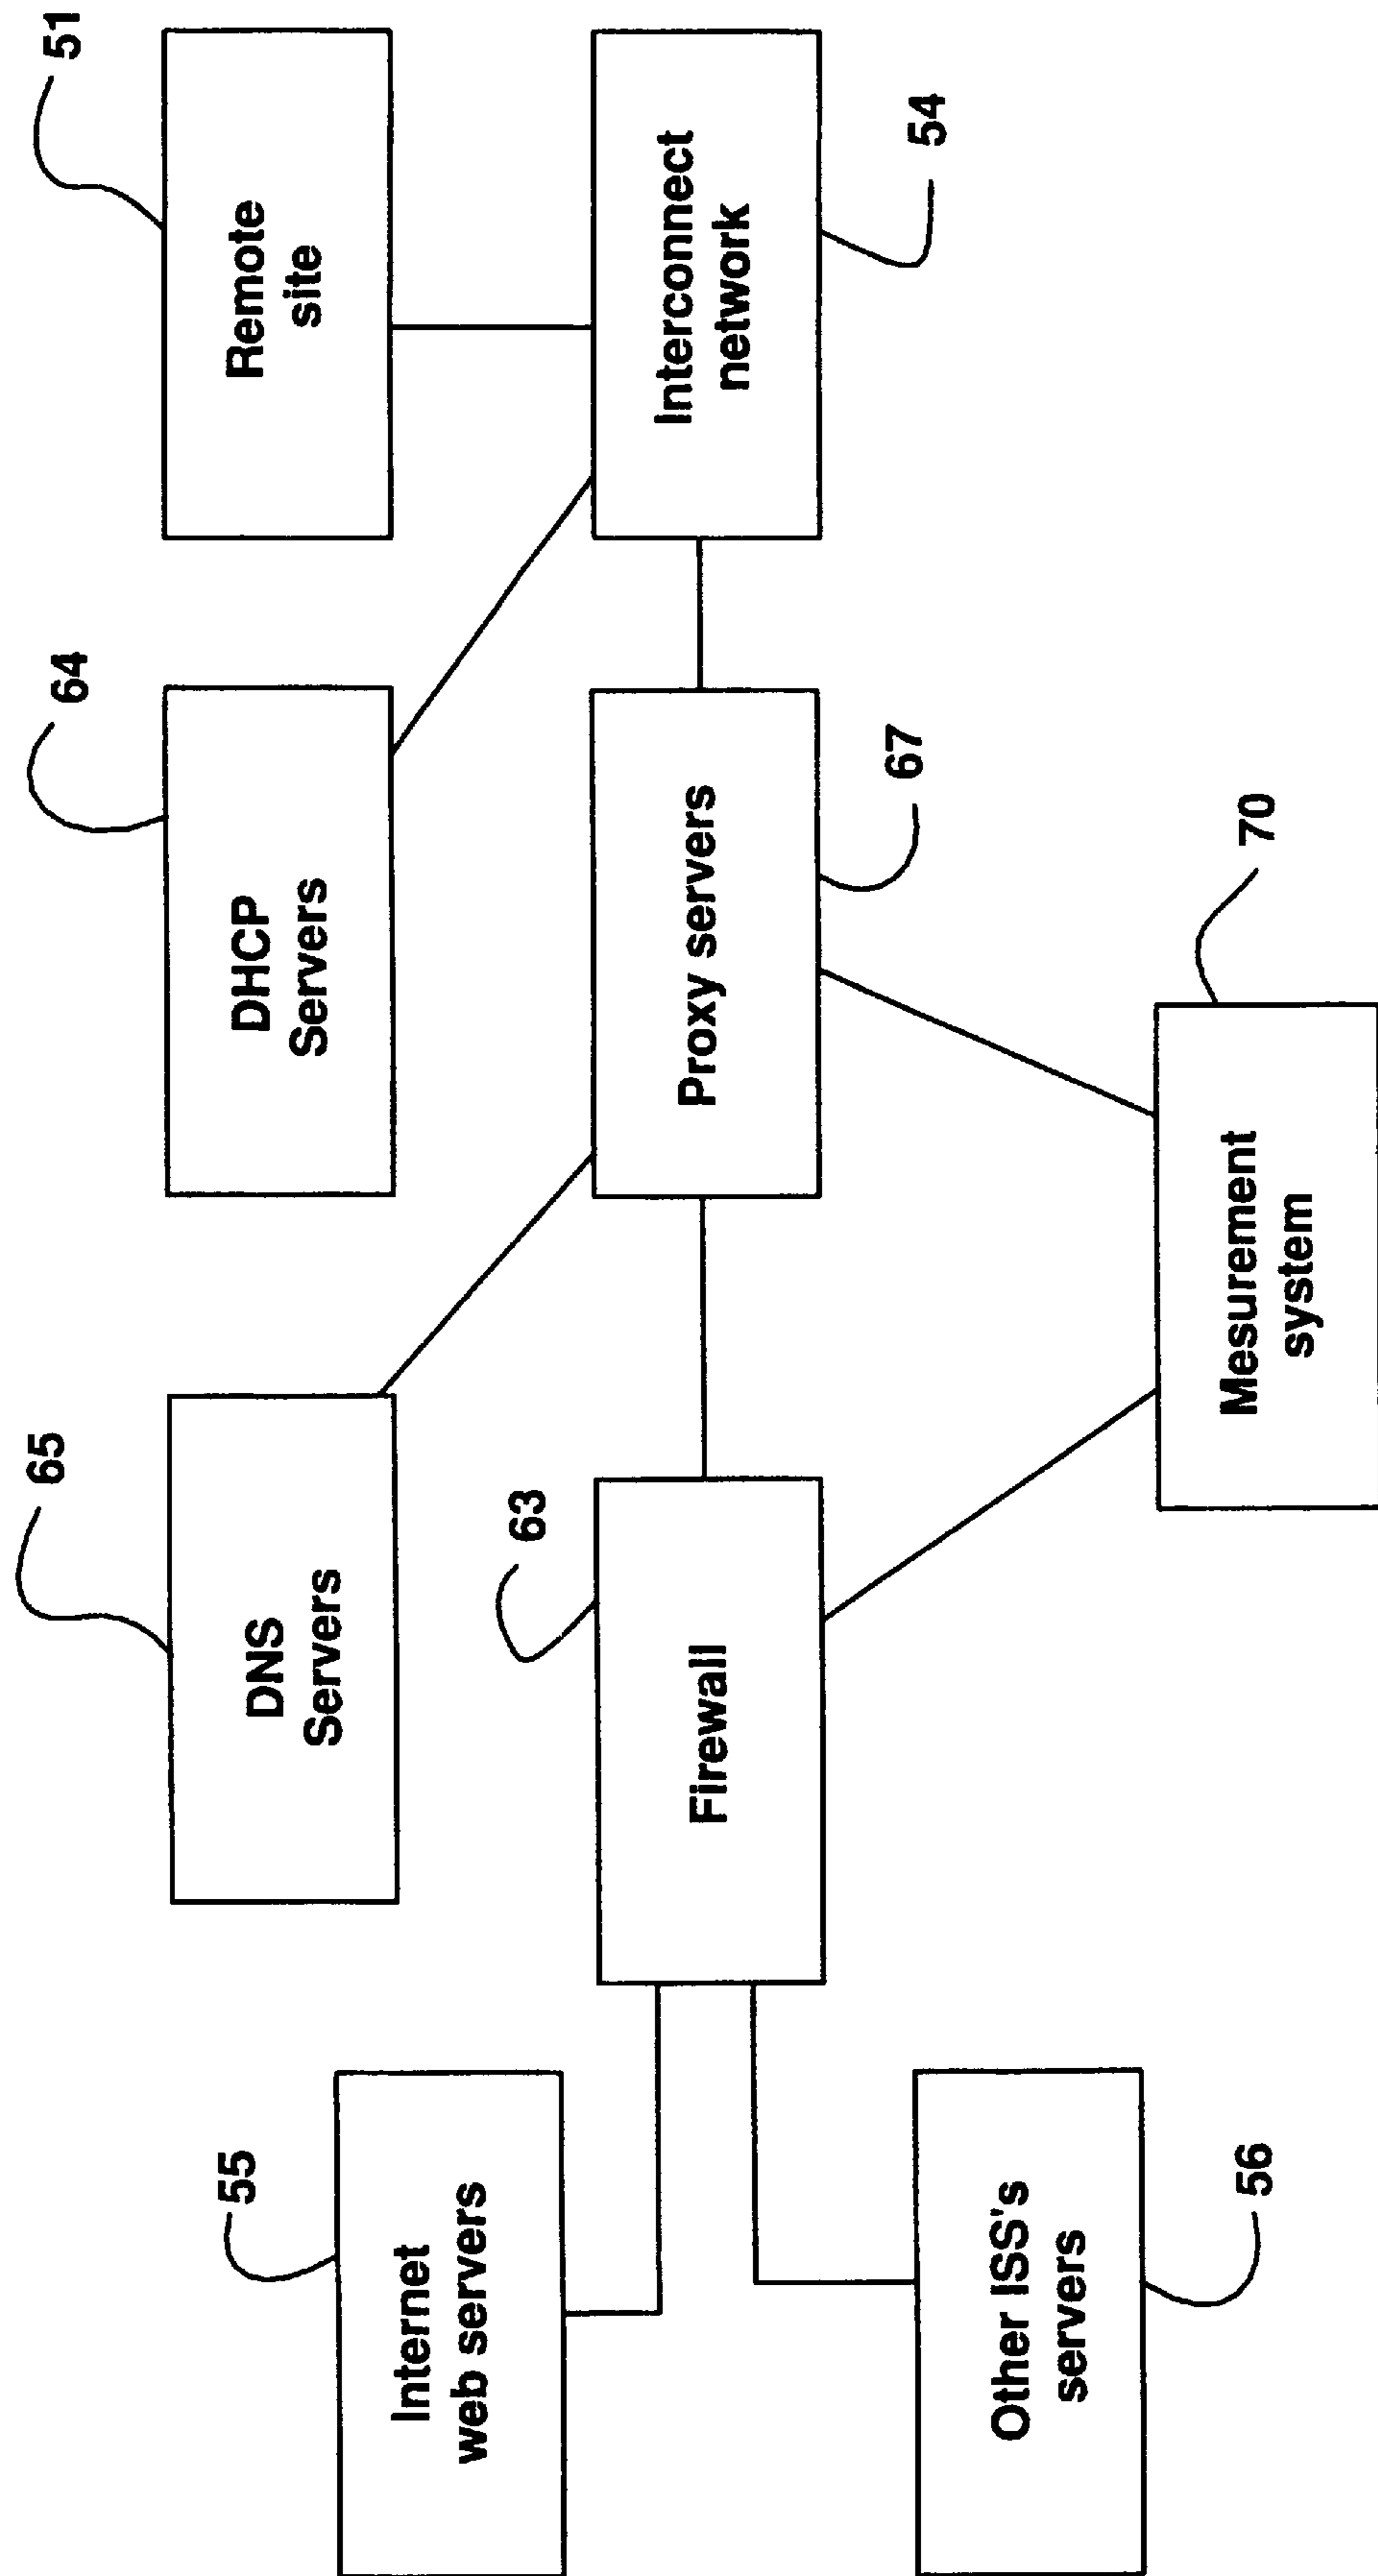 51
Remote
site
64
DHCP
Servers
65
DNS
Servers
Interconnect
network
54
Proxy servers
67
63
Firewall
55
Internet
web servers
Other ISS's
servers
56
70
Mesurement
system